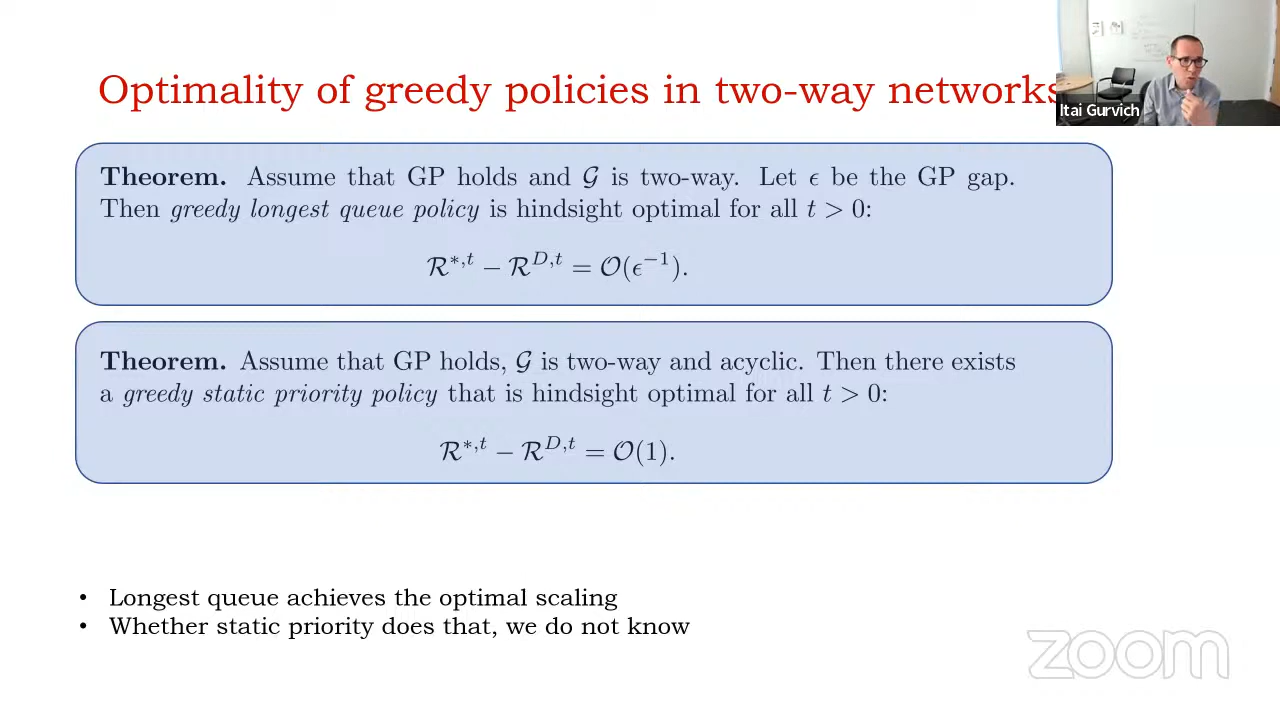 Optimality of greedy policies in two-way networks
Itai Gurvich
Theorem. Assume that GP holds and 𝒢 is two-way. Let ϵ be the GP gap.
Then greedy longest queue policy is hindsight optimal for all t > 0:
ℛ*,t − ℛD,t = 𝒪(ϵ−1).
Theorem. Assume that GP holds, 𝒢 is two-way and acyclic. Then there exists
a greedy static priority policy that is hindsight optimal for all t > 0:
ℛ*,t − ℛD,t = 𝒪(1).
• Longest queue achieves the optimal scaling
• Whether static priority does that, we do not know
zoom